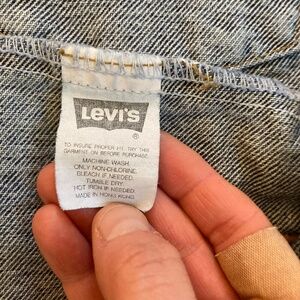 LEVI'S
®
TO INSURE PROPER FIT, TRY THIS
GARMENT ON BEFORE PURCHASE.
MACHINE WASH
ONLY NON-CHLORINE
BLEACH IF NEEDED.
TUMBLE DRY
HOT IRON IF NEEDED.
MADE IN HONG KONG